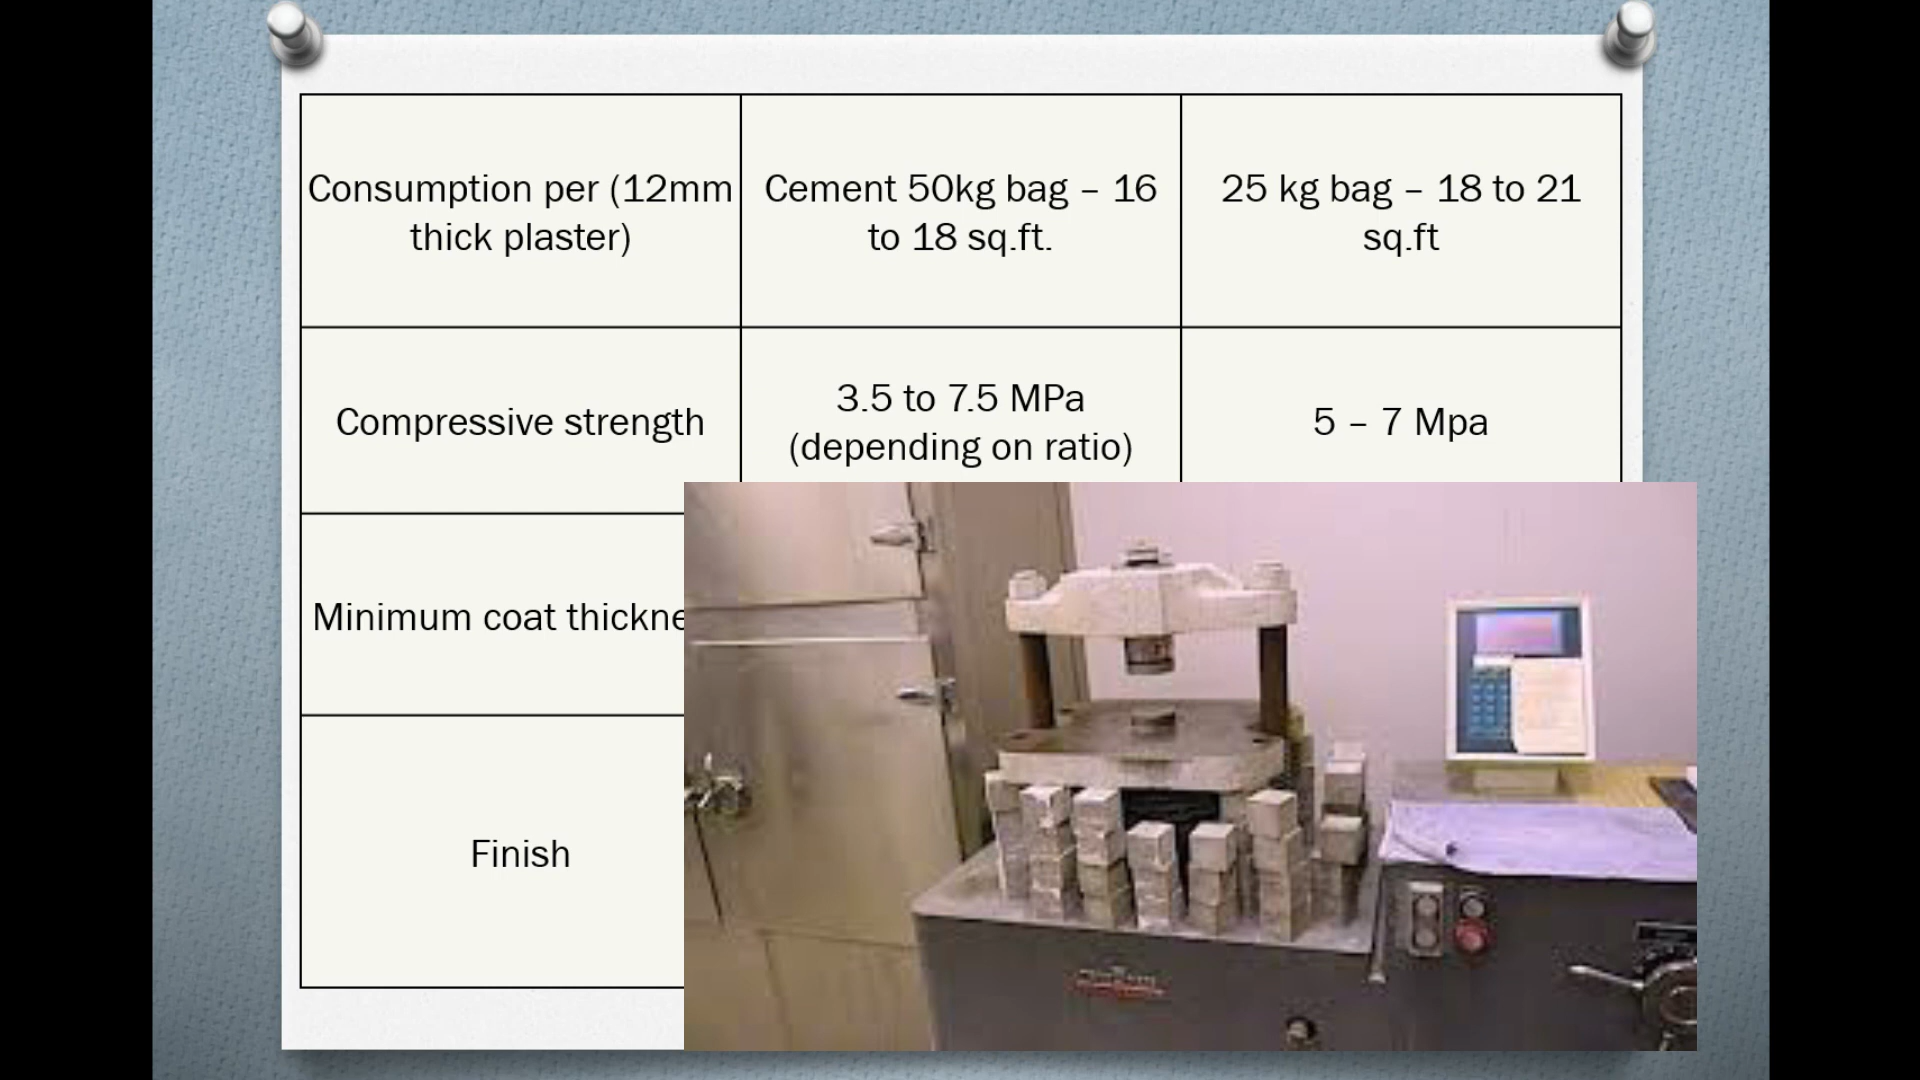 Consumption per (12mm
thick plaster)
Cement 50kg bag – 16
to 18 sq.ft.
25 kg bag – 18 to 21
sq.ft
Compressive strength
3.5 to 7.5 MPa
(depending on ratio)
5 – 7 Mpa
Minimum coat thickne
Finish